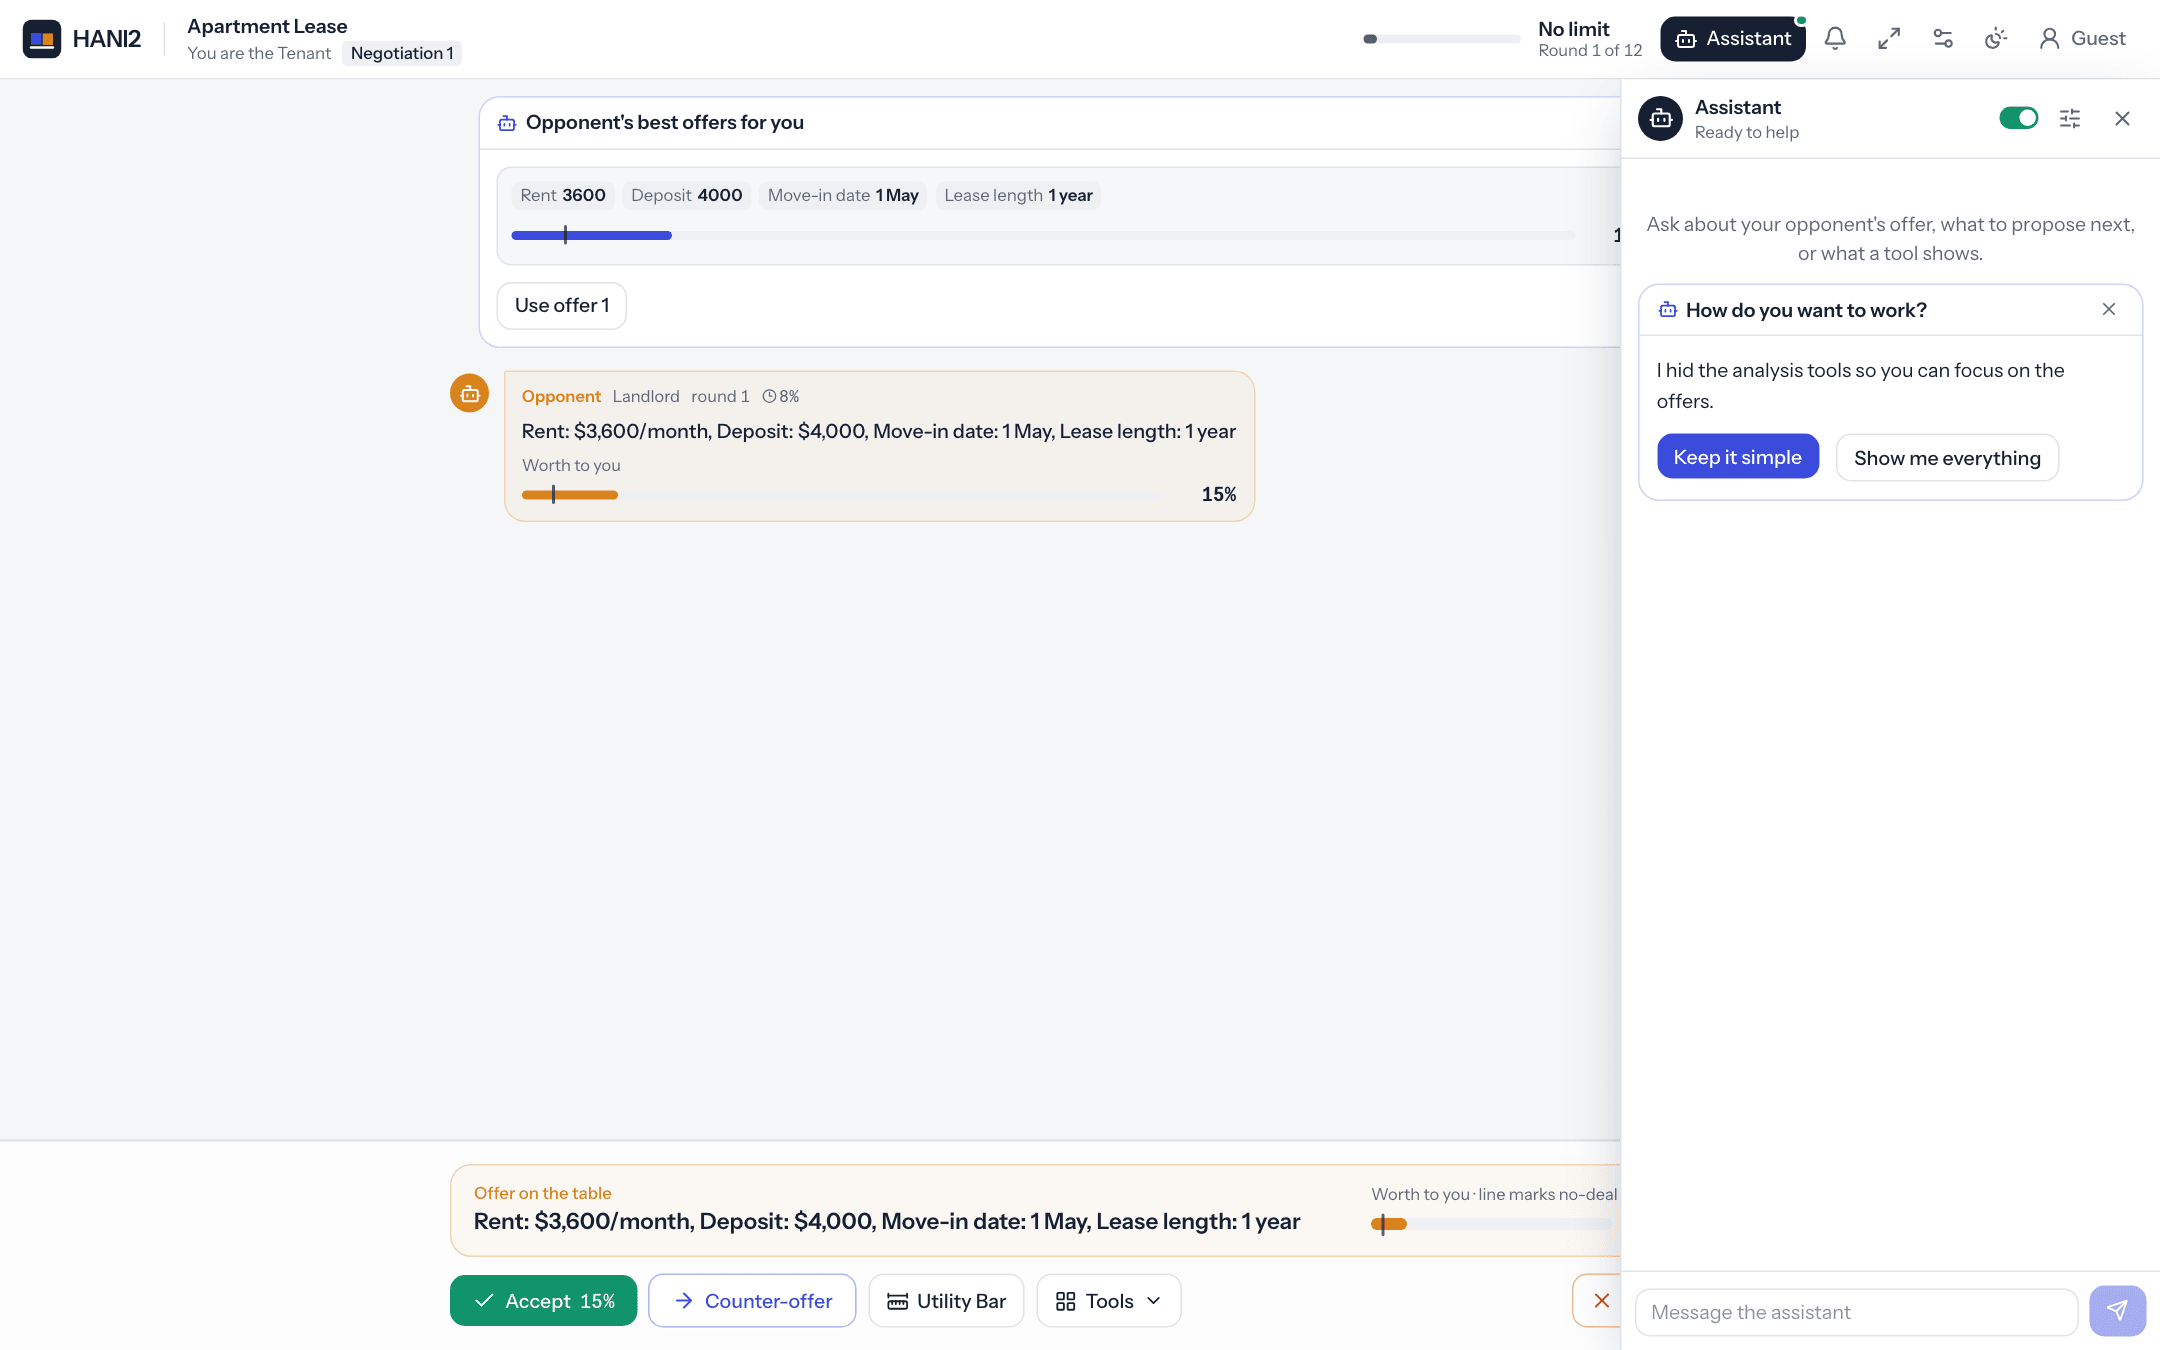 HANI2
Apartment Lease
You are the Tenant Negotiation 1
No limit
Round 1 of 12
Assistant
Guest
Opponent's best offers for you
Rent 3600 Deposit 4000 Move-in date 1 May Lease length 1 year
Use offer 1
Opponent Landlord round 1 8%
Rent: $3,600/month, Deposit: $4,000, Move-in date: 1 May, Lease length: 1 year
Worth to you
15%
Offer on the table
Rent: $3,600/month, Deposit: $4,000, Move-in date: 1 May, Lease length: 1 year
Worth to you · line marks no-deal
Accept 15%
Counter-offer
Utility Bar
Tools
Assistant
Ready to help
Ask about your opponent's offer, what to propose next,
or what a tool shows.
How do you want to work?
I hid the analysis tools so you can focus on the
offers.
Keep it simple
Show me everything
Message the assistant